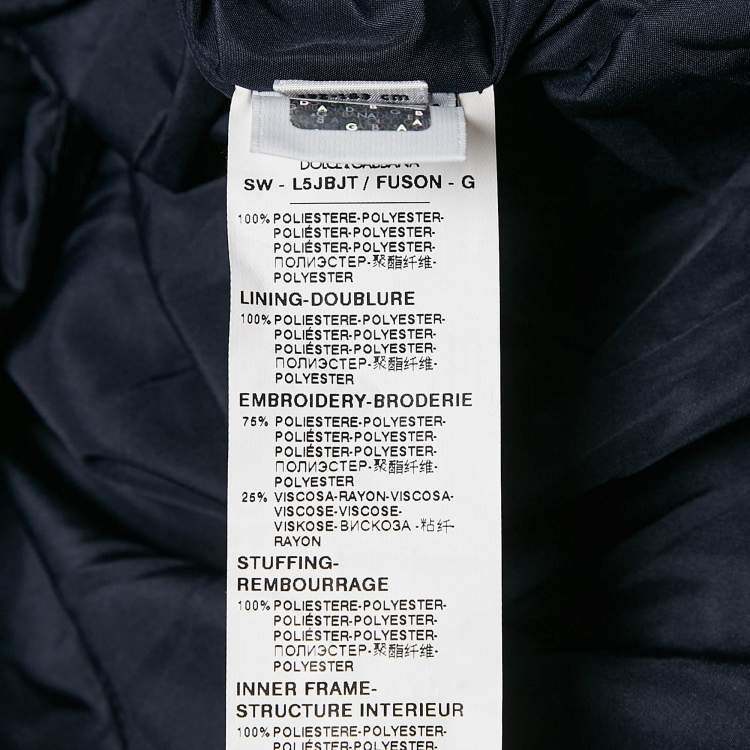 DOLCE & GABBANA
SW - L5JBJT / FUSON - G
100% POLIESTERE-POLYESTER-
POLIÉSTER-POLYESTER-
POLIÉSTER-POLYESTER-
ПОЛИЭСТЕР-聚酯纤维-
POLYESTER
LINING-DOUBLURE
100% POLIESTERE-POLYESTER-
POLIÉSTER-POLYESTER-
POLIÉSTER-POLYESTER-
ПОЛИЭСТЕР-聚酯纤维-
POLYESTER
EMBROIDERY-BRODERIE
75% POLIESTERE-POLYESTER-
POLIÉSTER-POLYESTER-
POLIÉSTER-POLYESTER-
ПОЛИЭСТЕР-聚酯纤维-
POLYESTER
25% VISCOSA-RAYON-VISCOSA-
VISCOSE-VISCOSE-
VISKOSE-ВИСКОЗА -粘纤-
RAYON
STUFFING-
REMBOURRAGE
100% POLIESTERE-POLYESTER-
POLIÉSTER-POLYESTER-
POLIÉSTER-POLYESTER-
ПОЛИЭСТЕР-聚酯纤维-
POLYESTER
INNER FRAME-
STRUCTURE INTERIEUR
100% POLIESTERE-POLYESTER-
POLIÉSTER-POLYESTER-